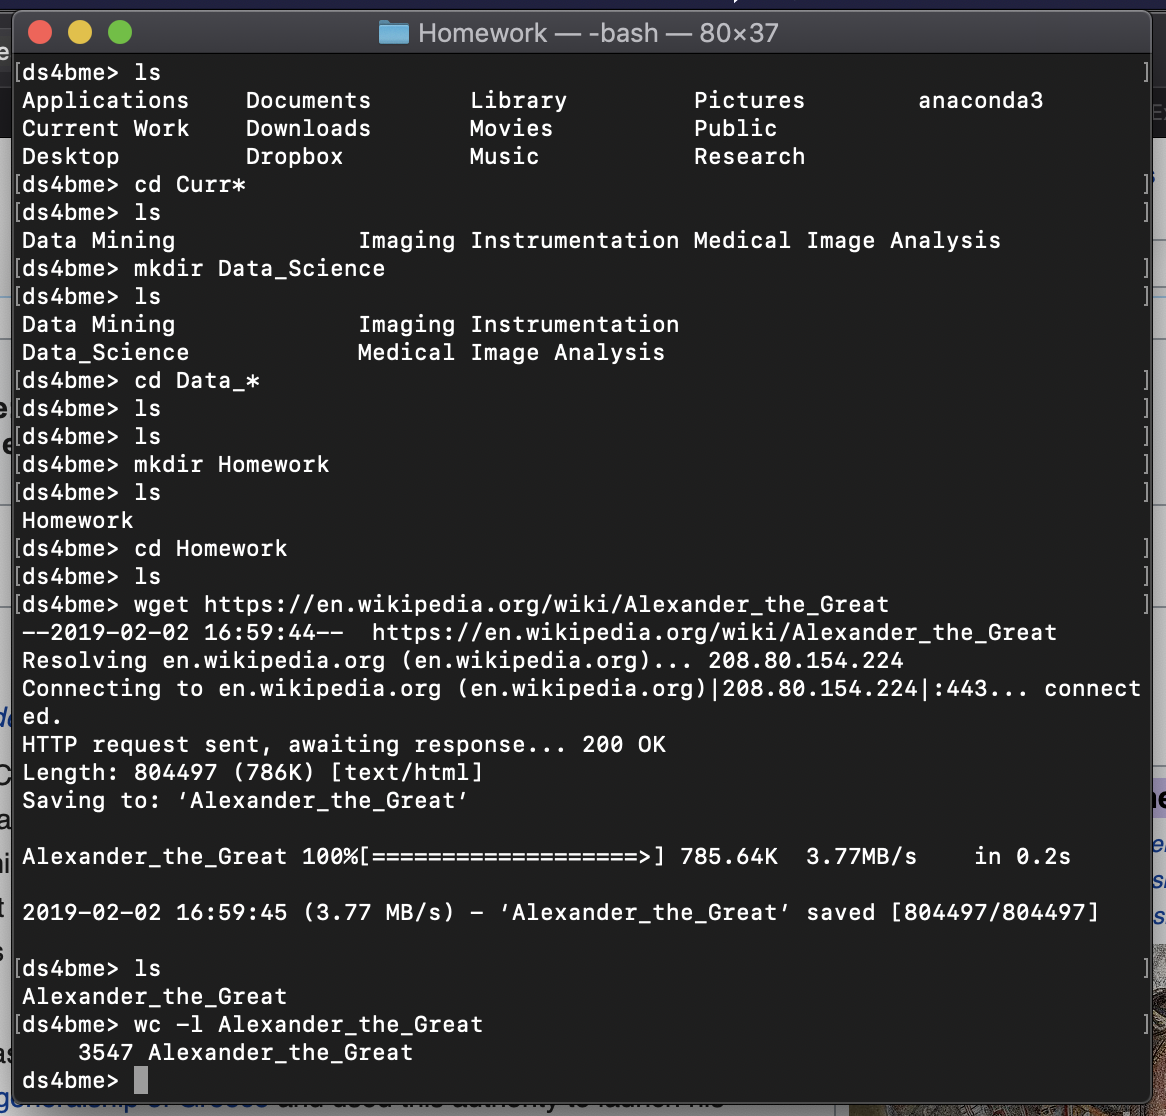 Homework — -bash — 80×37
[ds4bme> ls ]
Applications Documents Library Pictures anaconda3
Current Work Downloads Movies Public
Desktop Dropbox Music Research
[ds4bme> cd Curr* ]
[ds4bme> ls ]
Data Mining Imaging Instrumentation Medical Image Analysis
[ds4bme> mkdir Data_Science ]
[ds4bme> ls ]
Data Mining Imaging Instrumentation
Data_Science Medical Image Analysis
[ds4bme> cd Data_* ]
[ds4bme> ls ]
[ds4bme> ls ]
[ds4bme> mkdir Homework ]
[ds4bme> ls ]
Homework
[ds4bme> cd Homework ]
[ds4bme> ls ]
[ds4bme> wget https://en.wikipedia.org/wiki/Alexander_the_Great ]
--2019-02-02 16:59:44-- https://en.wikipedia.org/wiki/Alexander_the_Great
Resolving en.wikipedia.org (en.wikipedia.org)... 208.80.154.224
Connecting to en.wikipedia.org (en.wikipedia.org)|208.80.154.224|:443... connect
ed.
HTTP request sent, awaiting response... 200 OK
Length: 804497 (786K) [text/html]
Saving to: ‘Alexander_the_Great’
Alexander_the_Great 100%[===================>] 785.64K 3.77MB/s in 0.2s
2019-02-02 16:59:45 (3.77 MB/s) - ‘Alexander_the_Great’ saved [804497/804497]
[ds4bme> ls ]
Alexander_the_Great
[ds4bme> wc -l Alexander_the_Great ]
3547 Alexander_the_Great
ds4bme>